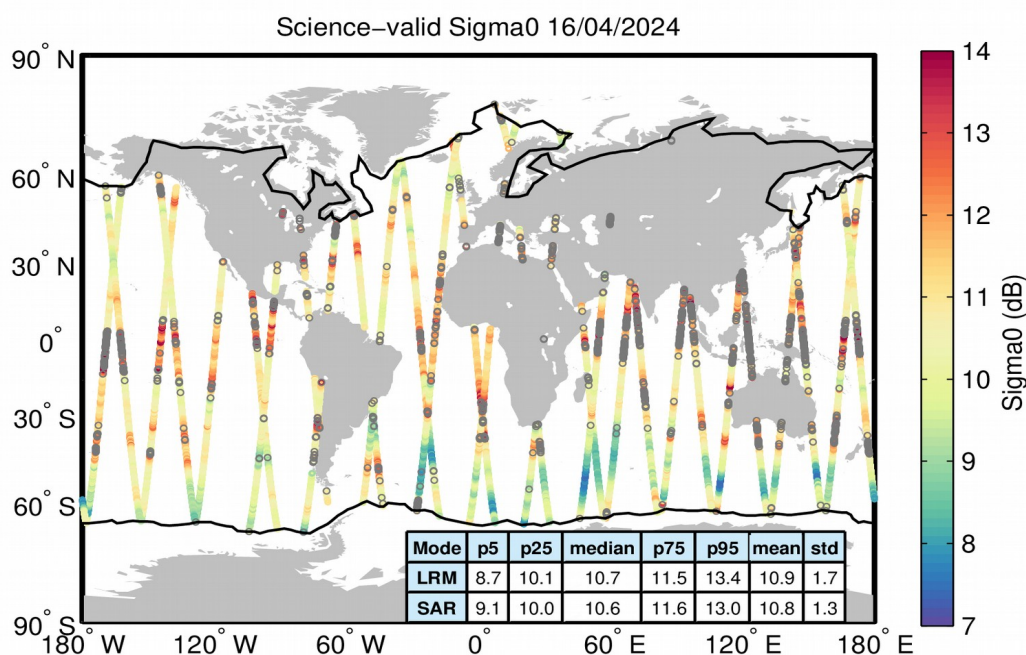 Science−valid Sigma0 16/04/2024
90° N
60° N
30° N
0°
30° S
60° S
90° S
180° W
120° W
60° W
0°
60° E
120° E
180° E
Mode p5 p25 median p75 p95 mean std
LRM 8.7 10.1 10.7 11.5 13.4 10.9 1.7
SAR 9.1 10.0 10.6 11.6 13.0 10.8 1.3
14
13
12
11
10
9
8
7
Sigma0 (dB)